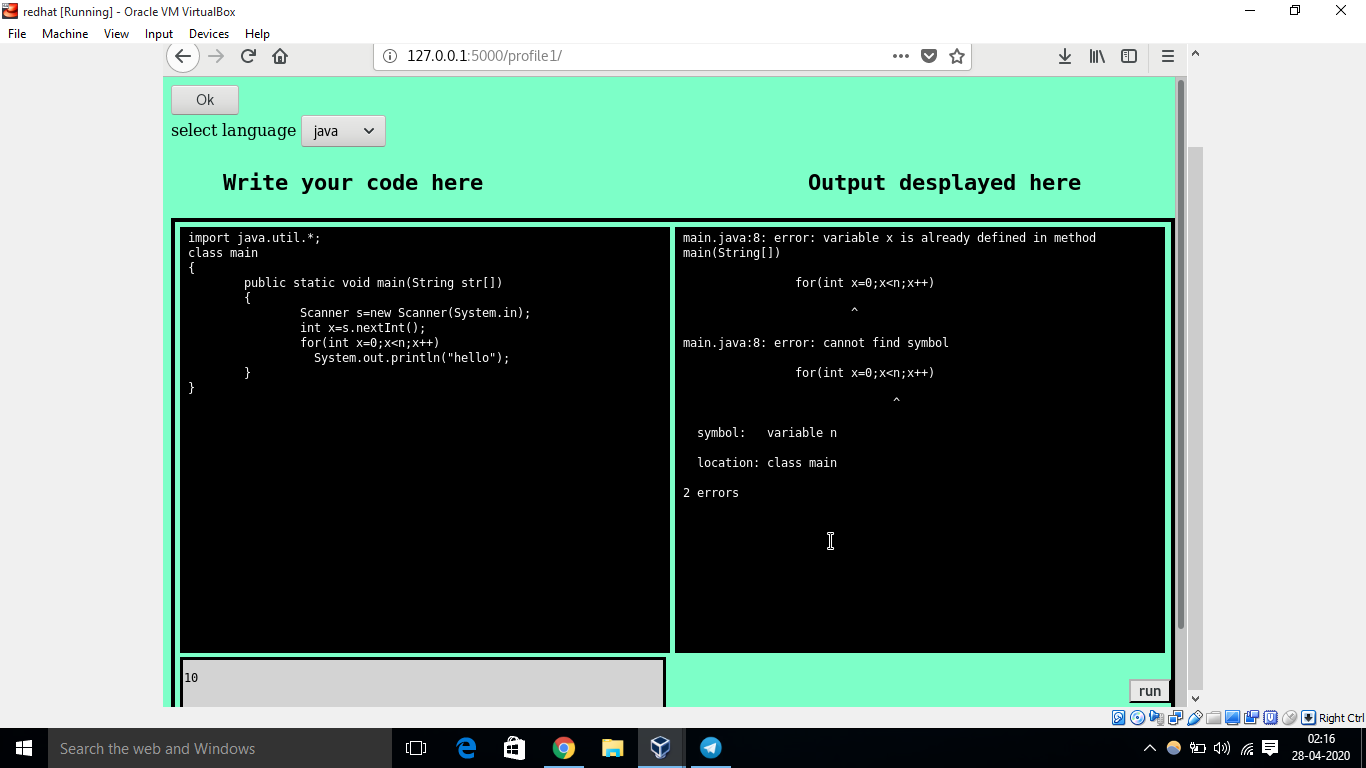 redhat [Running] - Oracle VM VirtualBox
File Machine View Input Devices Help
127.0.0.1:5000/profile1/
Ok
select language java
Write your code here
Output desplayed here
import java.util.*;
class main
{
public static void main(String str[])
{
Scanner s=new Scanner(System.in);
int x=s.nextInt();
for(int x=0;x<n;x++)
System.out.println("hello");
}
}
main.java:8: error: variable x is already defined in method
main(String[])
for(int x=0;x<n;x++)
^
main.java:8: error: cannot find symbol
for(int x=0;x<n;x++)
^
symbol: variable n
location: class main
2 errors
10
run
Right Ctrl
Search the web and Windows
02:16
28-04-2020